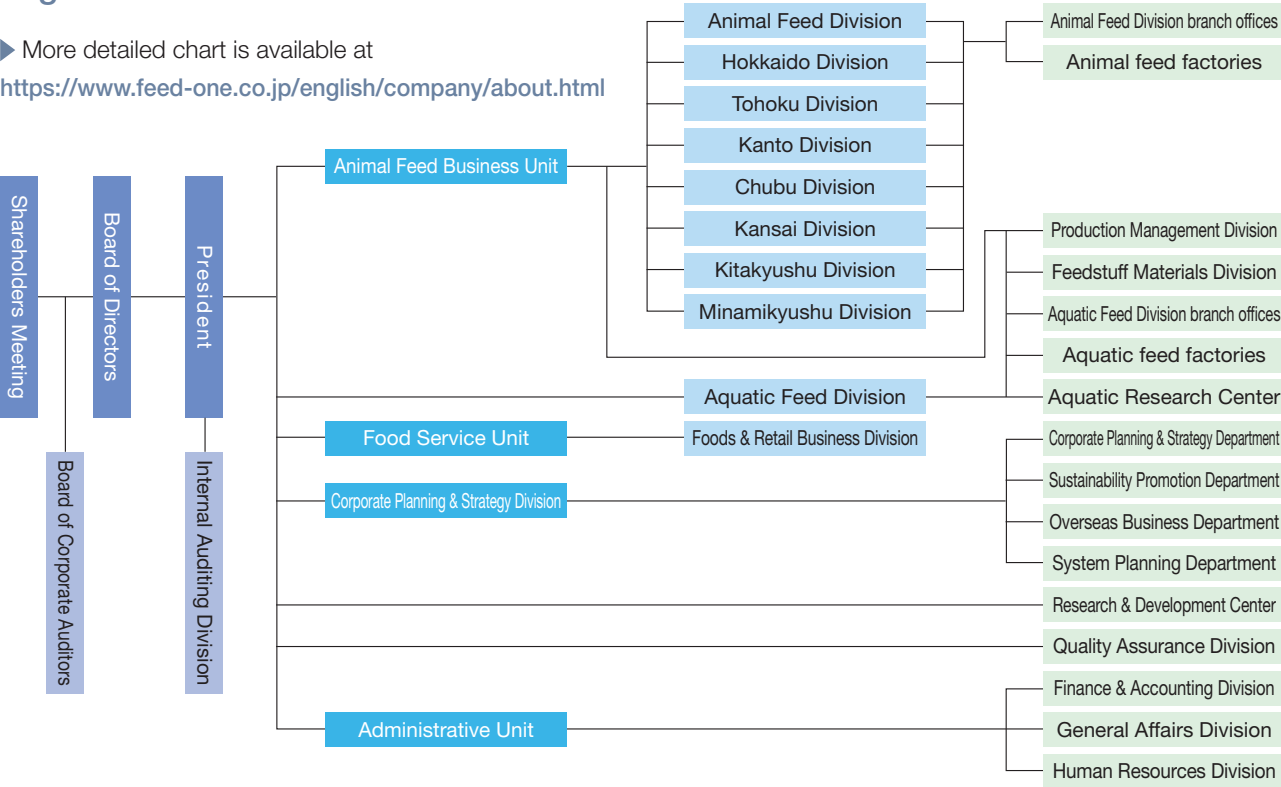 More detailed chart is available at
https://www.feed-one.co.jp/english/company/about.html
Shareholders Meeting
Board of Directors
President
Board of Corporate Auditors
Internal Auditing Division
Animal Feed Business Unit
Food Service Unit
Corporate Planning & Strategy Division
Administrative Unit
Animal Feed Division
Hokkaido Division
Tohoku Division
Kanto Division
Chubu Division
Kansai Division
Kitakyushu Division
Minamikyushu Division
Aquatic Feed Division
Foods & Retail Business Division
Animal Feed Division branch offices
Animal feed factories
Production Management Division
Feedstuff Materials Division
Aquatic Feed Division branch offices
Aquatic feed factories
Aquatic Research Center
Corporate Planning & Strategy Department
Sustainability Promotion Department
Overseas Business Department
System Planning Department
Research & Development Center
Quality Assurance Division
Finance & Accounting Division
General Affairs Division
Human Resources Division